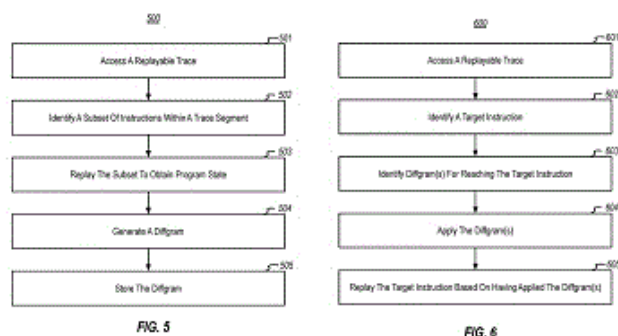 500
501
Access A Replayable Trace
502
Identify A Subset Of Instructions Within A Trace Segment
503
Replay The Subset To Obtain Program State
504
Generate A Diffgram
505
Store The Diffgram
FIG. 5
600
601
Access A Replayable Trace
602
Identify A Target Instruction
603
Identify Diffgram(s) For Reaching The Target Instruction
604
Apply The Diffgram(s)
605
Replay The Target Instruction Based On Having Applied The Diffgram(s)
FIG. 6